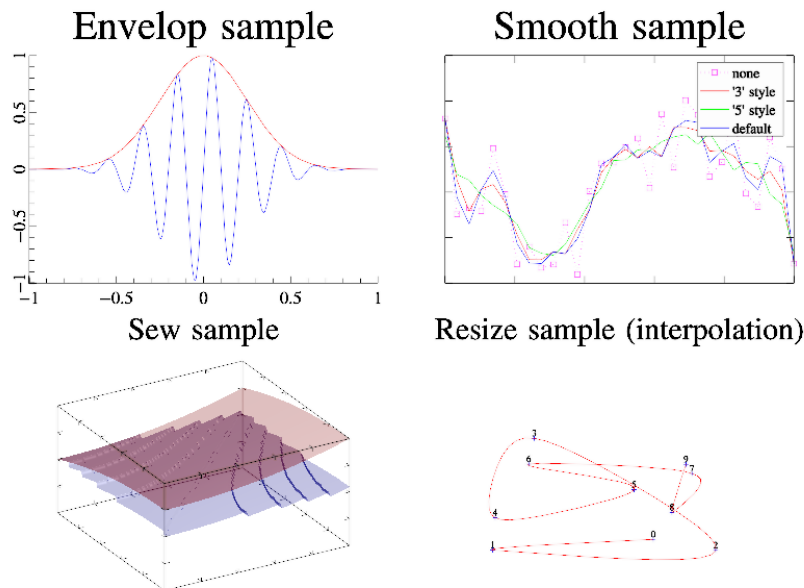 Envelop sample
Smooth sample
1
0.5
0
−0.5
−1
−1 −0.5 0 0.5 1
none
'3' style
'5' style
default
Sew sample
Resize sample (interpolation)
3
6
9
7
5
4
8
0
1
2